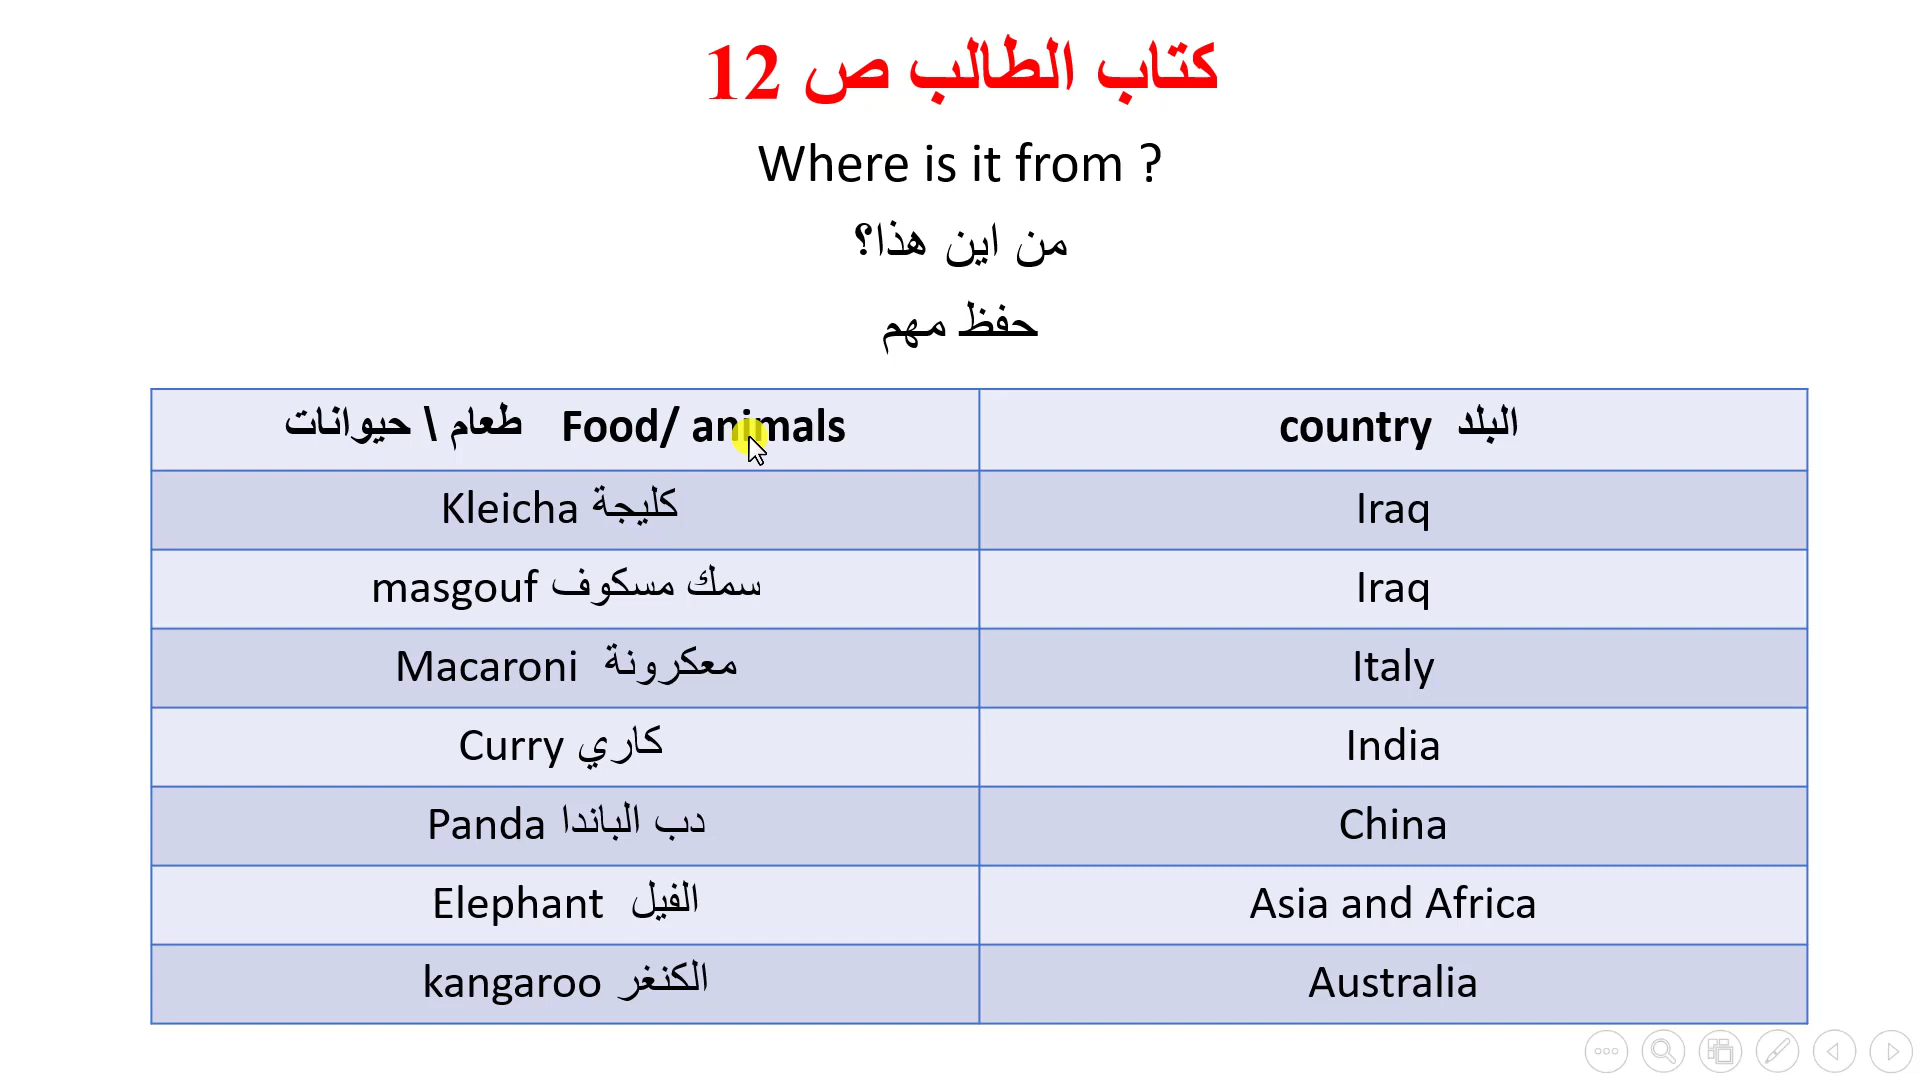 كتاب الطالب ص 12
Where is it from ?
من اين هذا؟
حفظ مهم
طعام \ حيوانات Food/ animals
country البلد
Kleicha كليجة
Iraq
masgouf سمك مسكوف
Iraq
Macaroni معكرونة
Italy
Curry كاري
India
Panda دب الباندا
China
Elephant الفيل
Asia and Africa
kangaroo الكنغر
Australia